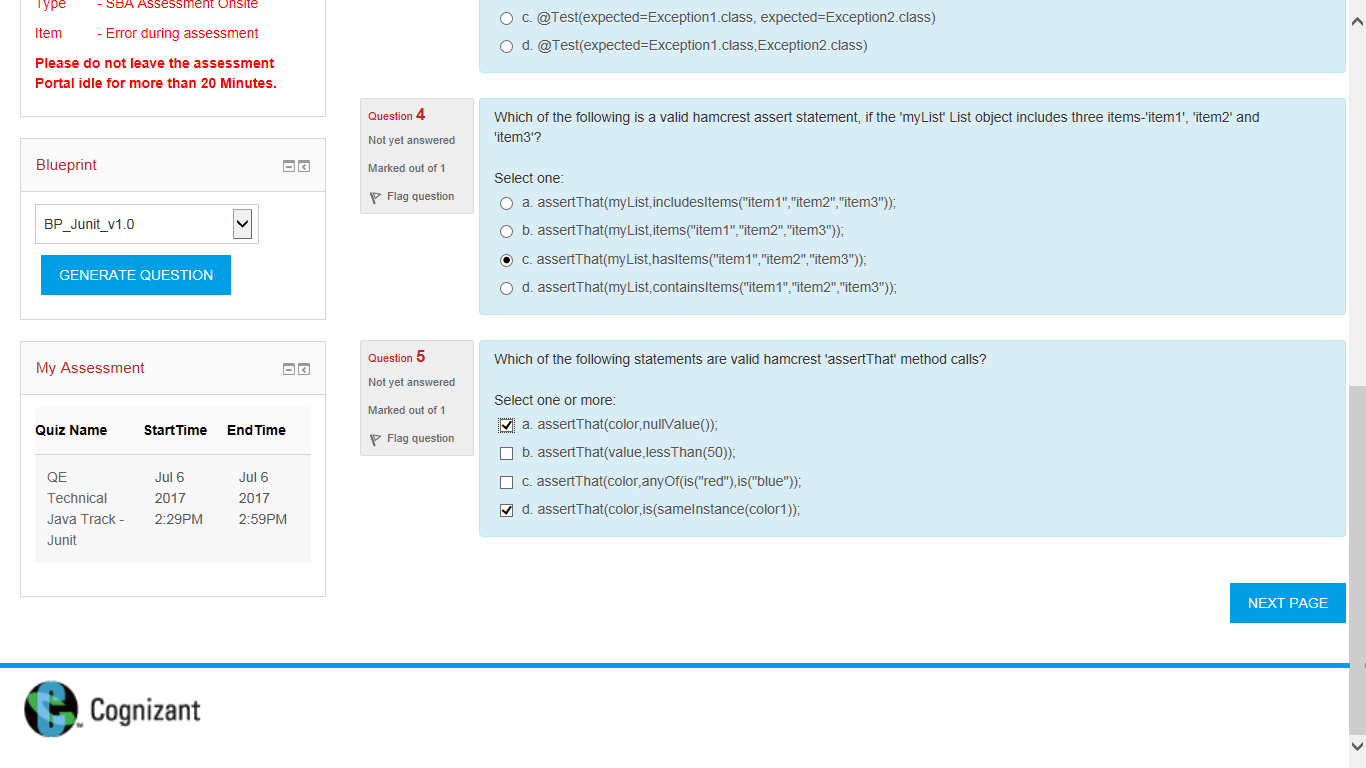 Type - SBA Assessment Onsite
Item - Error during assessment
Please do not leave the assessment
Portal idle for more than 20 Minutes.
Blueprint
BP_Junit_v1.0
GENERATE QUESTION
My Assessment
Quiz Name StartTime EndTime
QE Jul 6 Jul 6
Technical 2017 2017
Java Track - 2:29PM 2:59PM
Junit
c. @Test(expected=Exception1.class, expected=Exception2.class)
d. @Test(expected=Exception1.class,Exception2.class)
Question 4
Not yet answered
Marked out of 1
Flag question
Which of the following is a valid hamcrest assert statement, if the 'myList' List object includes three items-'item1', 'item2' and
'item3'?
Select one:
a. assertThat(myList,includesItems("item1","item2","item3"));
b. assertThat(myList,items("item1","item2","item3"));
c. assertThat(myList,hasItems("item1","item2","item3"));
d. assertThat(myList,containsItems("item1","item2","item3"));
Question 5
Not yet answered
Marked out of 1
Flag question
Which of the following statements are valid hamcrest 'assertThat' method calls?
Select one or more:
a. assertThat(color,nullValue());
b. assertThat(value,lessThan(50));
c. assertThat(color,anyOf(is("red"),is("blue"));
d. assertThat(color,is(sameInstance(color1));
NEXT PAGE
Cognizant